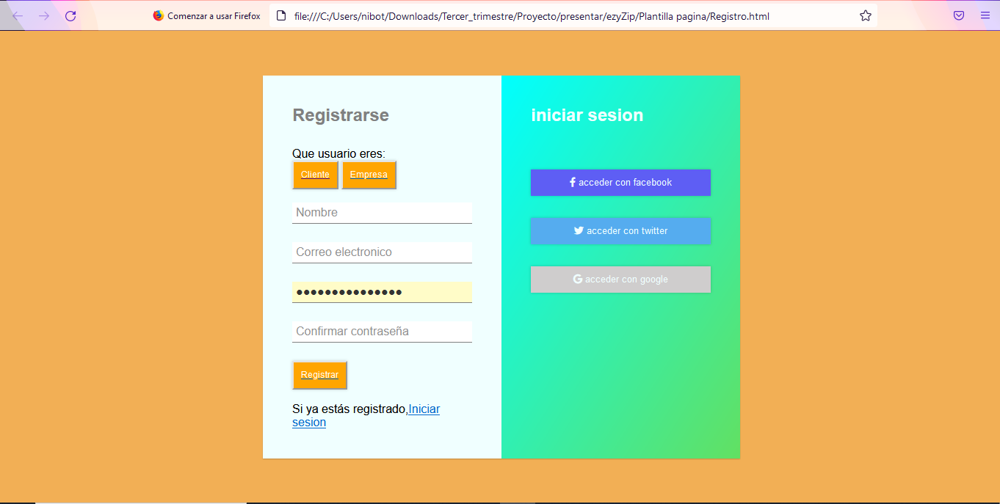 Comenzar a usar Firefox
file:///C:/Users/nibot/Downloads/Tercer_trimestre/Proyecto/presentar/ezyZip/Plantilla pagina/Registro.html
Registrarse
Que usuario eres:
Cliente
Empresa
Nombre
Correo electronico
●●●●●●●●●●●●●●●
Confirmar contraseña
Registrar
Si ya estás registrado,Iniciar
sesion
iniciar sesion
acceder con facebook
acceder con twitter
acceder con google